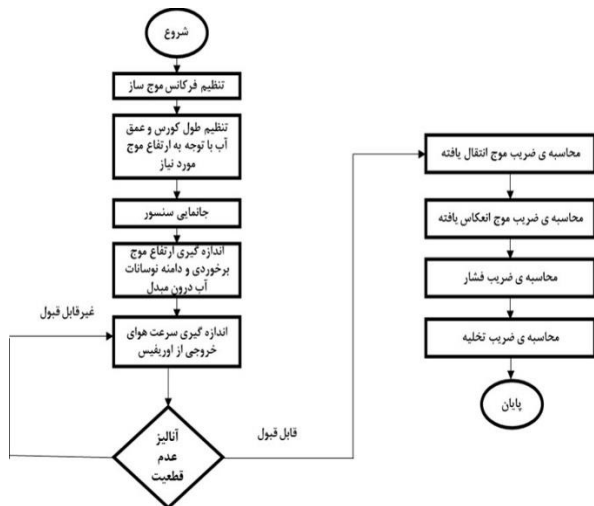 شروع
تنظیم فرکانس موج ساز
تنظیم طول کورس و عمق
آب با توجه به ارتفاع موج
مورد نیاز
جانمایی سنسور
اندازه گیری ارتفاع موج
برخوردی و دامنه نوسانات
آب درون مبدل
غیرقابل قبول
اندازه گیری سرعت هوای
خروجی از اوریفیس
آنالیز
عدم
قطعیت
قابل قبول
محاسبه ی ضریب موج انتقال یافته
محاسبه ی ضریب موج انعکاس یافته
محاسبه ی ضریب فشار
محاسبه ی ضریب تخلیه
پایان